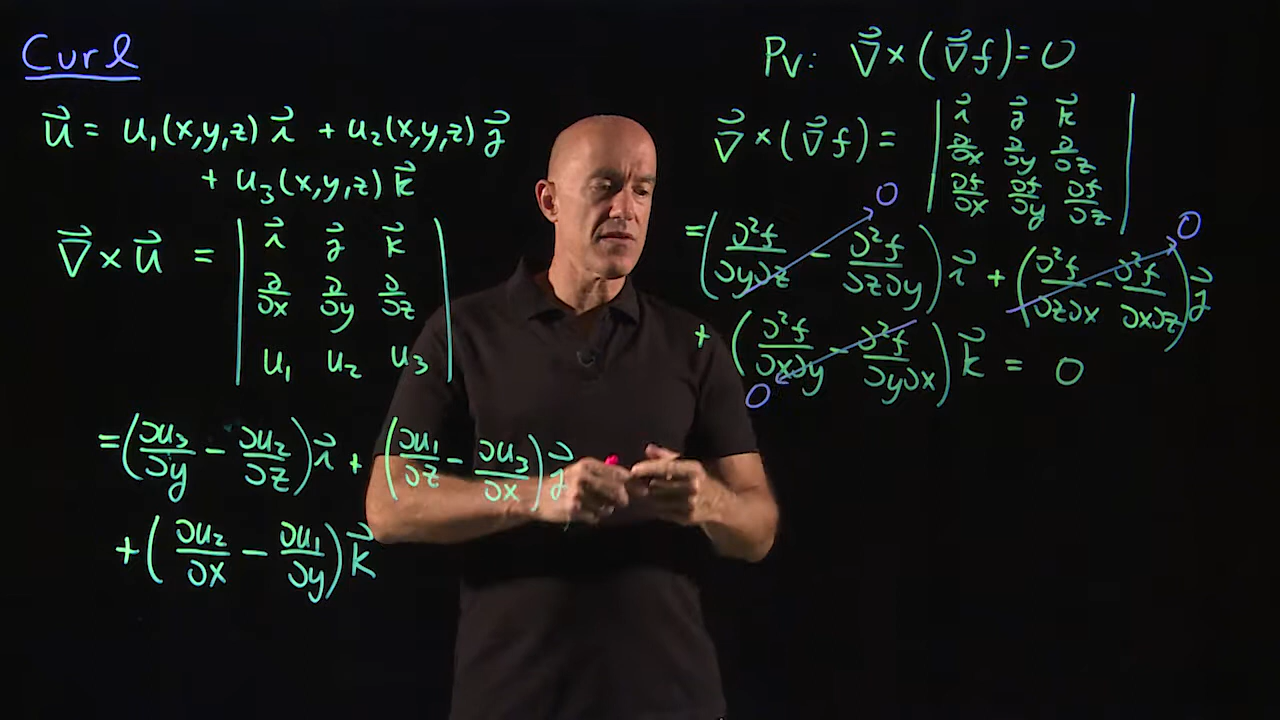 Curl
u⃗ = u₁(x,y,z) i⃗ + u₂(x,y,z) j⃗
+ u₃(x,y,z) k⃗
∇⃗ × u⃗ = | i⃗ j⃗ k⃗ |
| ∂/∂x ∂/∂y ∂/∂z |
| u₁ u₂ u₃ |
= (∂u₃/∂y − ∂u₂/∂z) i⃗ + (∂u₁/∂z − ∂u₃/∂x) j⃗
+ (∂u₂/∂x − ∂u₁/∂y) k⃗
Pv: ∇⃗ × (∇⃗f) = 0
∇⃗ × (∇⃗f) = | i⃗ j⃗ k⃗ |
| ∂/∂x ∂/∂y ∂/∂z |
| ∂f/∂x ∂f/∂y ∂f/∂z |
0 0
= (∂²f/∂y∂z − ∂²f/∂z∂y) i⃗ + (∂²f/∂z∂x − ∂²f/∂x∂z) j⃗
+ (∂²f/∂x∂y − ∂²f/∂y∂x) k⃗ = 0
0